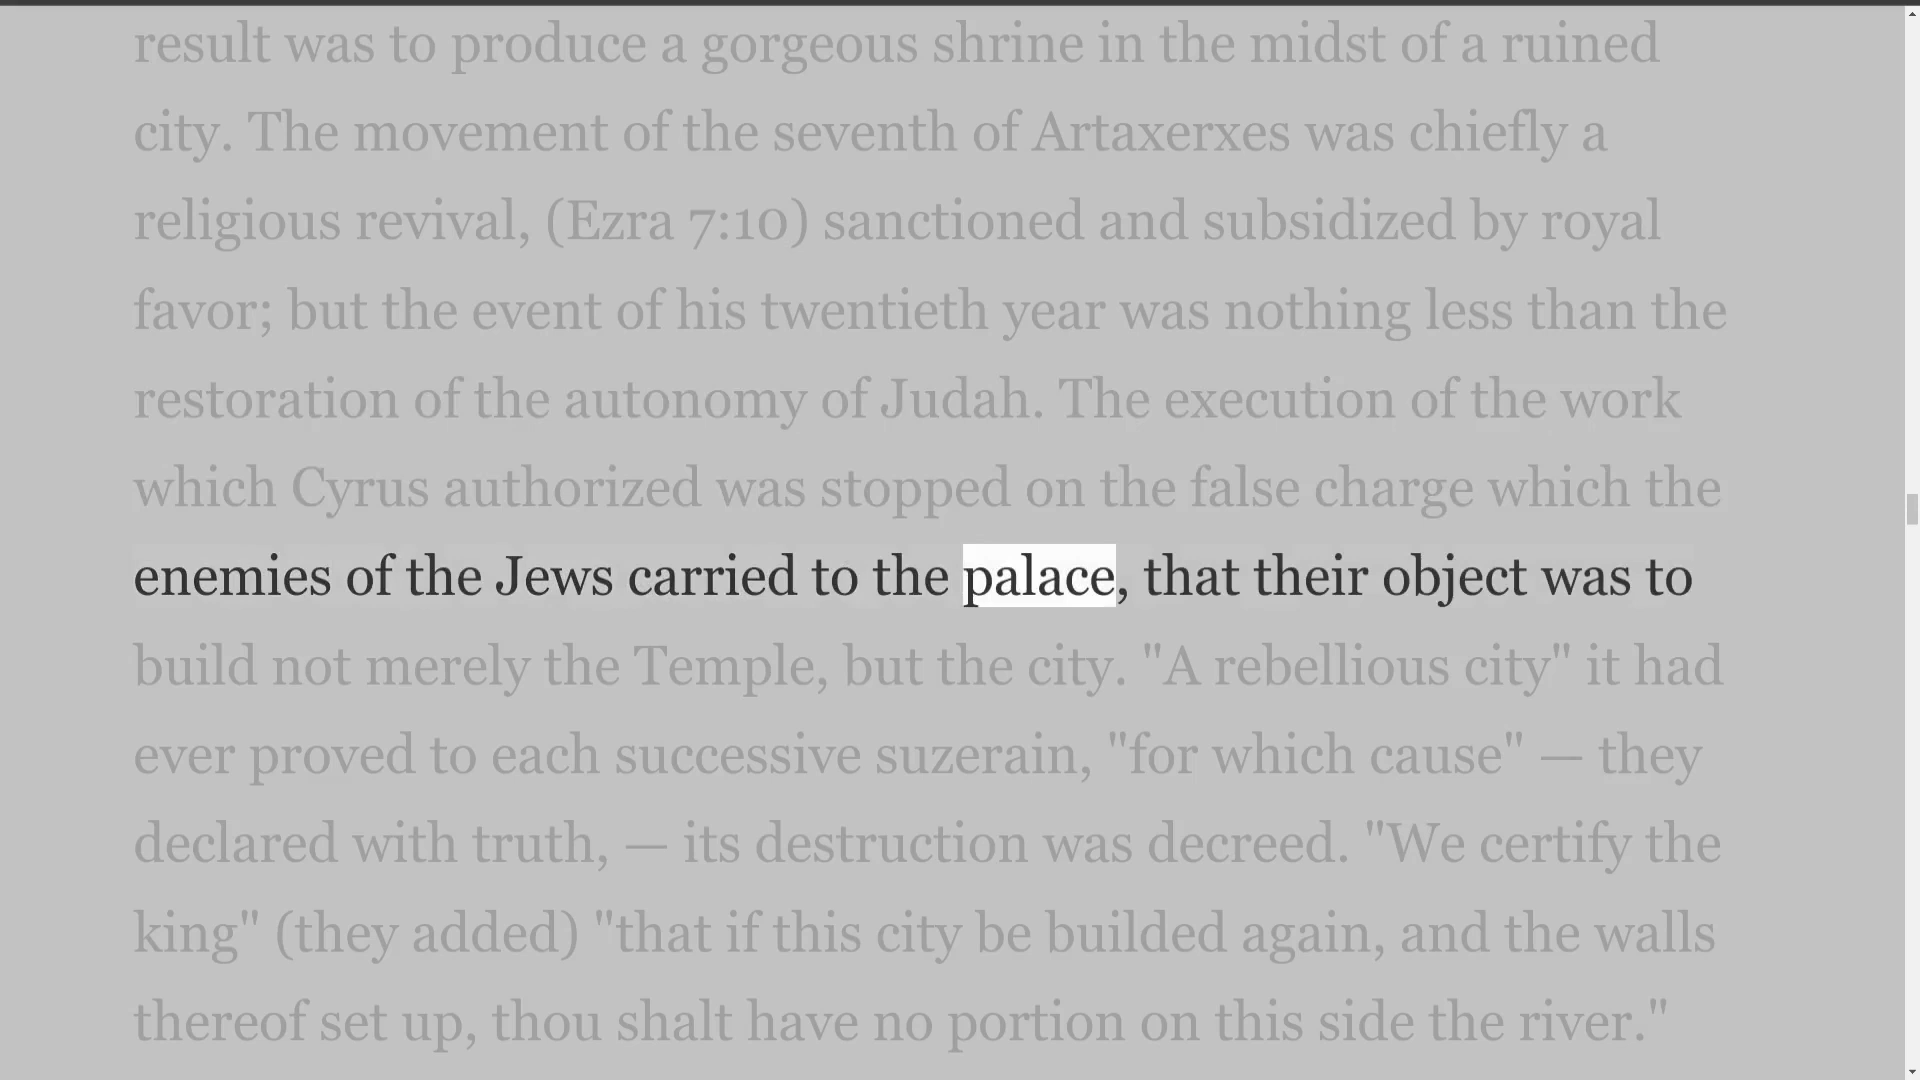 result was to produce a gorgeous shrine in the midst of a ruined
city. The movement of the seventh of Artaxerxes was chiefly a
religious revival, (Ezra 7:10) sanctioned and subsidized by royal
favor; but the event of his twentieth year was nothing less than the
restoration of the autonomy of Judah. The execution of the work
which Cyrus authorized was stopped on the false charge which the
enemies of the Jews carried to the palace, that their object was to
build not merely the Temple, but the city. "A rebellious city" it had
ever proved to each successive suzerain, "for which cause" — they
declared with truth, — its destruction was decreed. "We certify the
king" (they added) "that if this city be builded again, and the walls
thereof set up, thou shalt have no portion on this side the river."